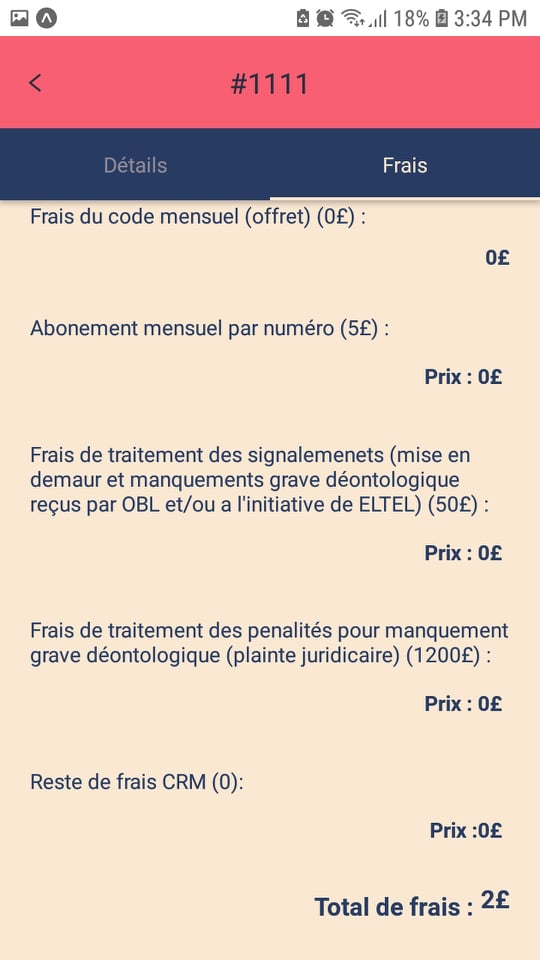 18% 3:34 PM
#1111
Détails Frais
Frais du code mensuel (offret) (0£) :
0£
Abonement mensuel par numéro (5£) :
Prix : 0£
Frais de traitement des signalemenets (mise en
demaur et manquements grave déontologique
reçus par OBL et/ou a l'initiative de ELTEL) (50£) :
Prix : 0£
Frais de traitement des penalités pour manquement
grave déontologique (plainte juridicaire) (1200£) :
Prix : 0£
Reste de frais CRM (0):
Prix :0£
Total de frais : 2£